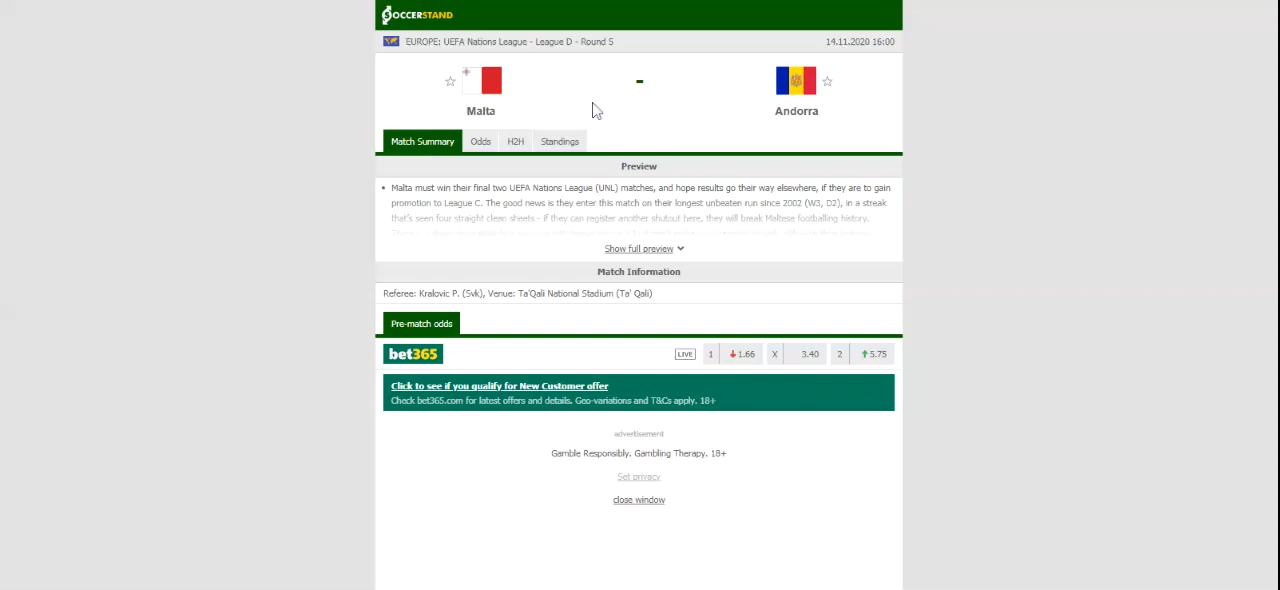 SOCCERSTAND
EUROPE: UEFA Nations League - League D - Round 5 14.11.2020 16:00
-
Malta Andorra
Match Summary Odds H2H Standings
Preview
• Malta must win their final two UEFA Nations League (UNL) matches, and hope results go their way elsewhere, if they are to gain
promotion to League C. The good news is they enter this match on their longest unbeaten run since 2002 (W3, D2), in a streak
that's seen four straight clean sheets - if they can register another shutout here, they will break Maltese footballing history.
Show full preview
Match Information
Referee: Kralovic P. (Svk), Venue: Ta'Qali National Stadium (Ta' Qali)
Pre-match odds
bet365 LIVE 1 1.66 X 3.40 2 5.75
Click to see if you qualify for New Customer offer
Check bet365.com for latest offers and details. Geo-variations and T&Cs apply. 18+
advertisement
Gamble Responsibly. Gambling Therapy. 18+
Set privacy
close window